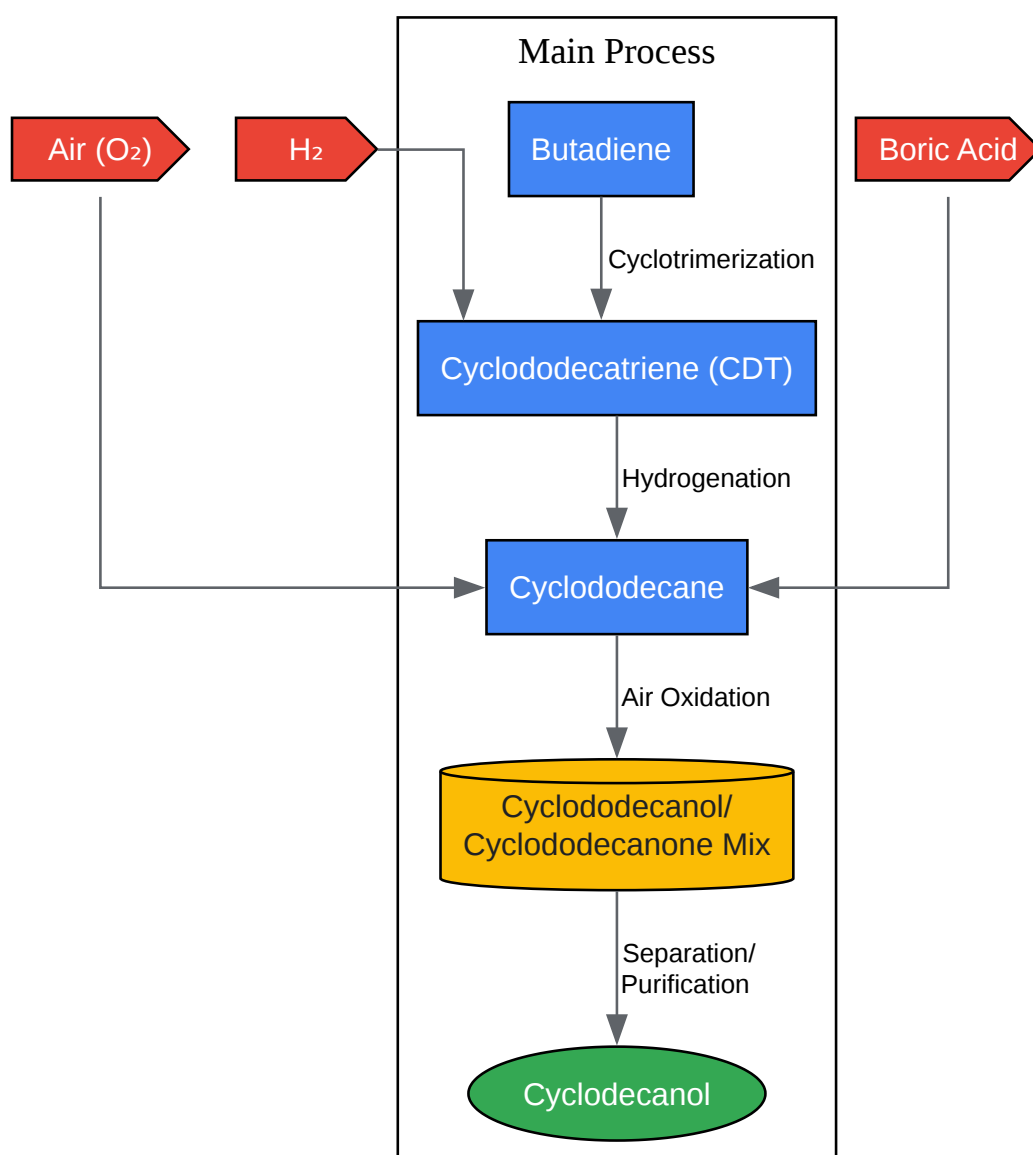 Main Process
Air (O₂)
H₂
Butadiene
Boric Acid
Cyclotrimerization
Cyclododecatriene (CDT)
Hydrogenation
Cyclododecane
Air Oxidation
Cyclododecanol/
Cyclododecanone Mix
Separation/
Purification
Cyclodecanol